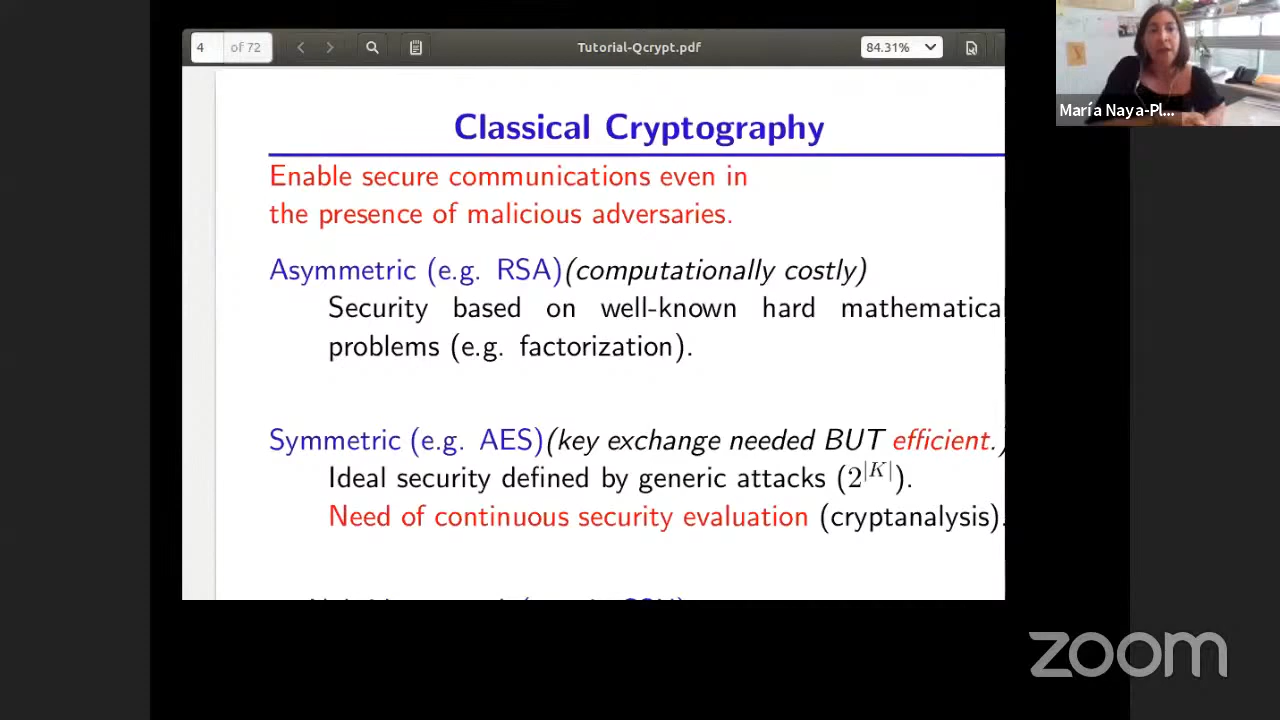 4 of 72
Tutorial-Qcrypt.pdf
84.31%
María Naya-Pl...
Classical Cryptography
Enable secure communications even in
the presence of malicious adversaries.
Asymmetric (e.g. RSA)(computationally costly)
Security based on well-known hard mathematica
problems (e.g. factorization).
Symmetric (e.g. AES)(key exchange needed BUT efficient.)
Ideal security defined by generic attacks (2^|K|).
Need of continuous security evaluation (cryptanalysis).
zoom